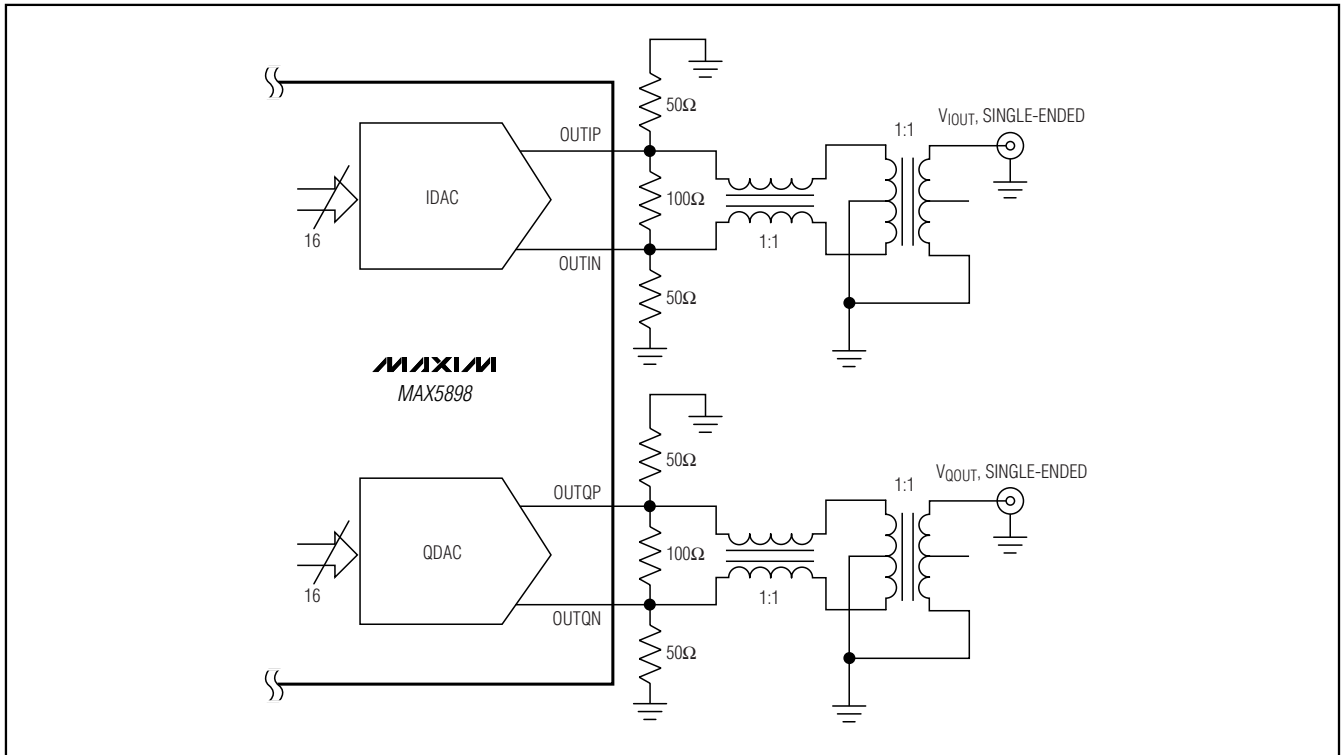 50Ω
OUTIP
1:1
V_IOUT, SINGLE-ENDED
IDAC
100Ω
16
1:1
OUTIN
50Ω
MAXIM
MAX5898
50Ω
OUTQP
1:1
V_QOUT, SINGLE-ENDED
QDAC
100Ω
16
1:1
OUTQN
50Ω